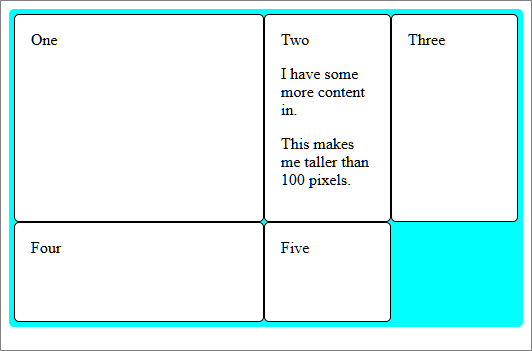 One
Two
I have some
more content
in.
This makes
me taller than
100 pixels.
Three
Four
Five